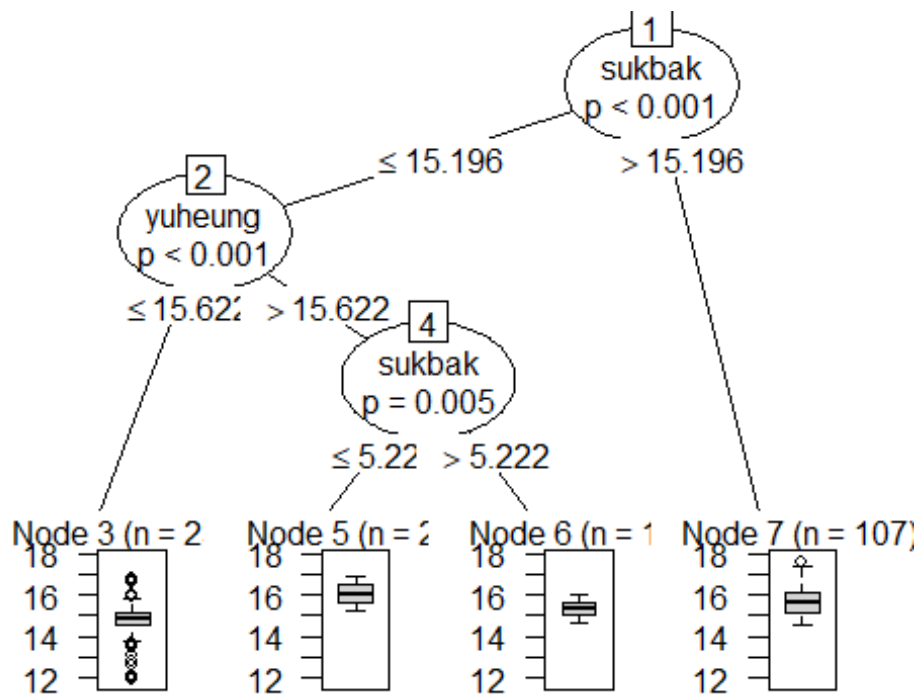 1
sukbak
p < 0.001
≤ 15.196
> 15.196
2
yuheung
p < 0.001
≤ 15.622
> 15.622
4
sukbak
p = 0.005
≤ 5.22
> 5.222
Node 3 (n = 2
Node 5 (n = 2
Node 6 (n = 1
Node 7 (n = 107)
18
16
14
12
18
16
14
12
18
16
14
12
18
16
14
12